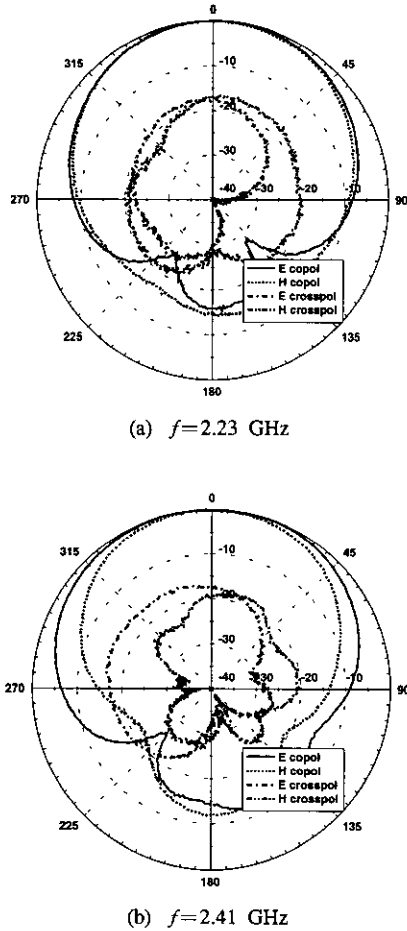 0
315
45
-10
-20
-30
270
-40 -30 -20 -10
90
E copol
H copol
E crosspol
H crosspol
225
135
180
(a) f=2.23 GHz
0
315
45
-10
-20
-30
270
-40 -30 -20 -10
90
E copol
H copol
E crosspol
H crosspol
225
135
180
(b) f=2.41 GHz